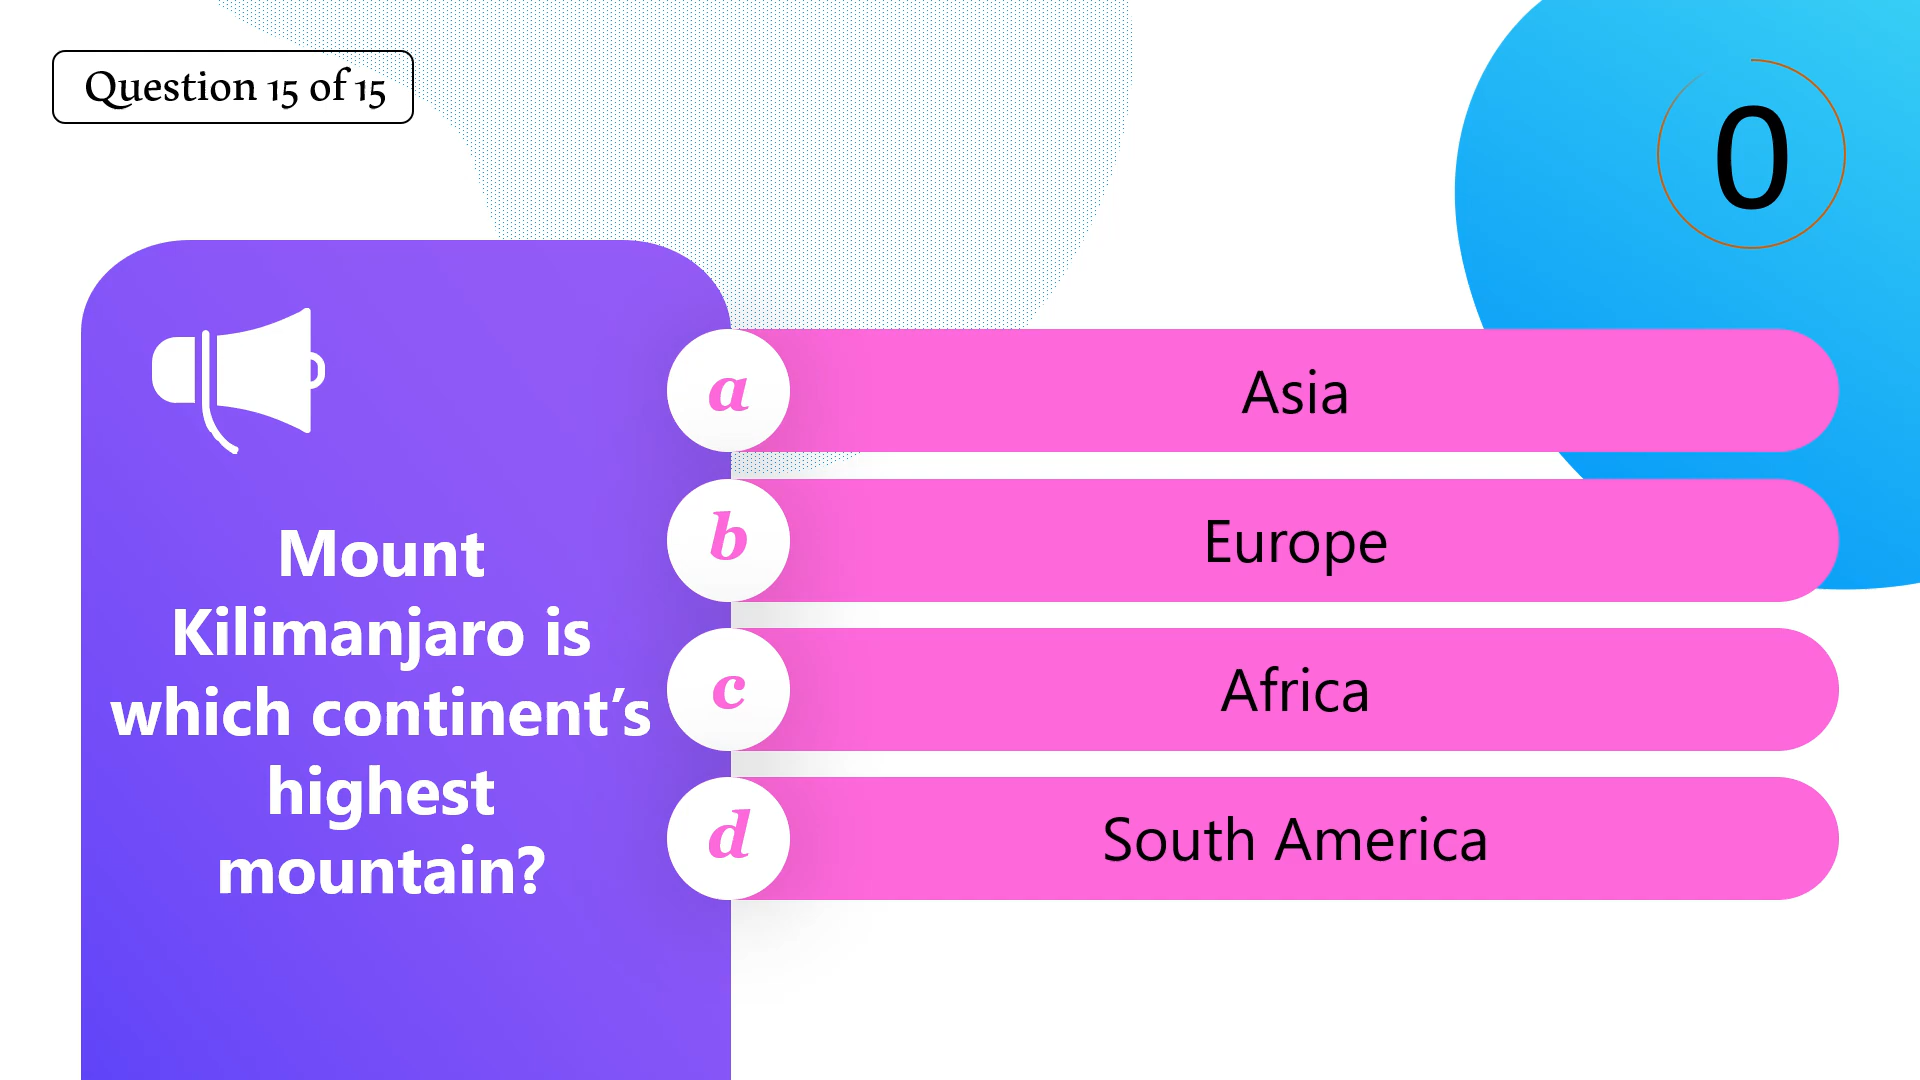 Question 15 of 15
0
Mount
Kilimanjaro is
which continent’s
highest
mountain?
a Asia
b Europe
c Africa
d South America